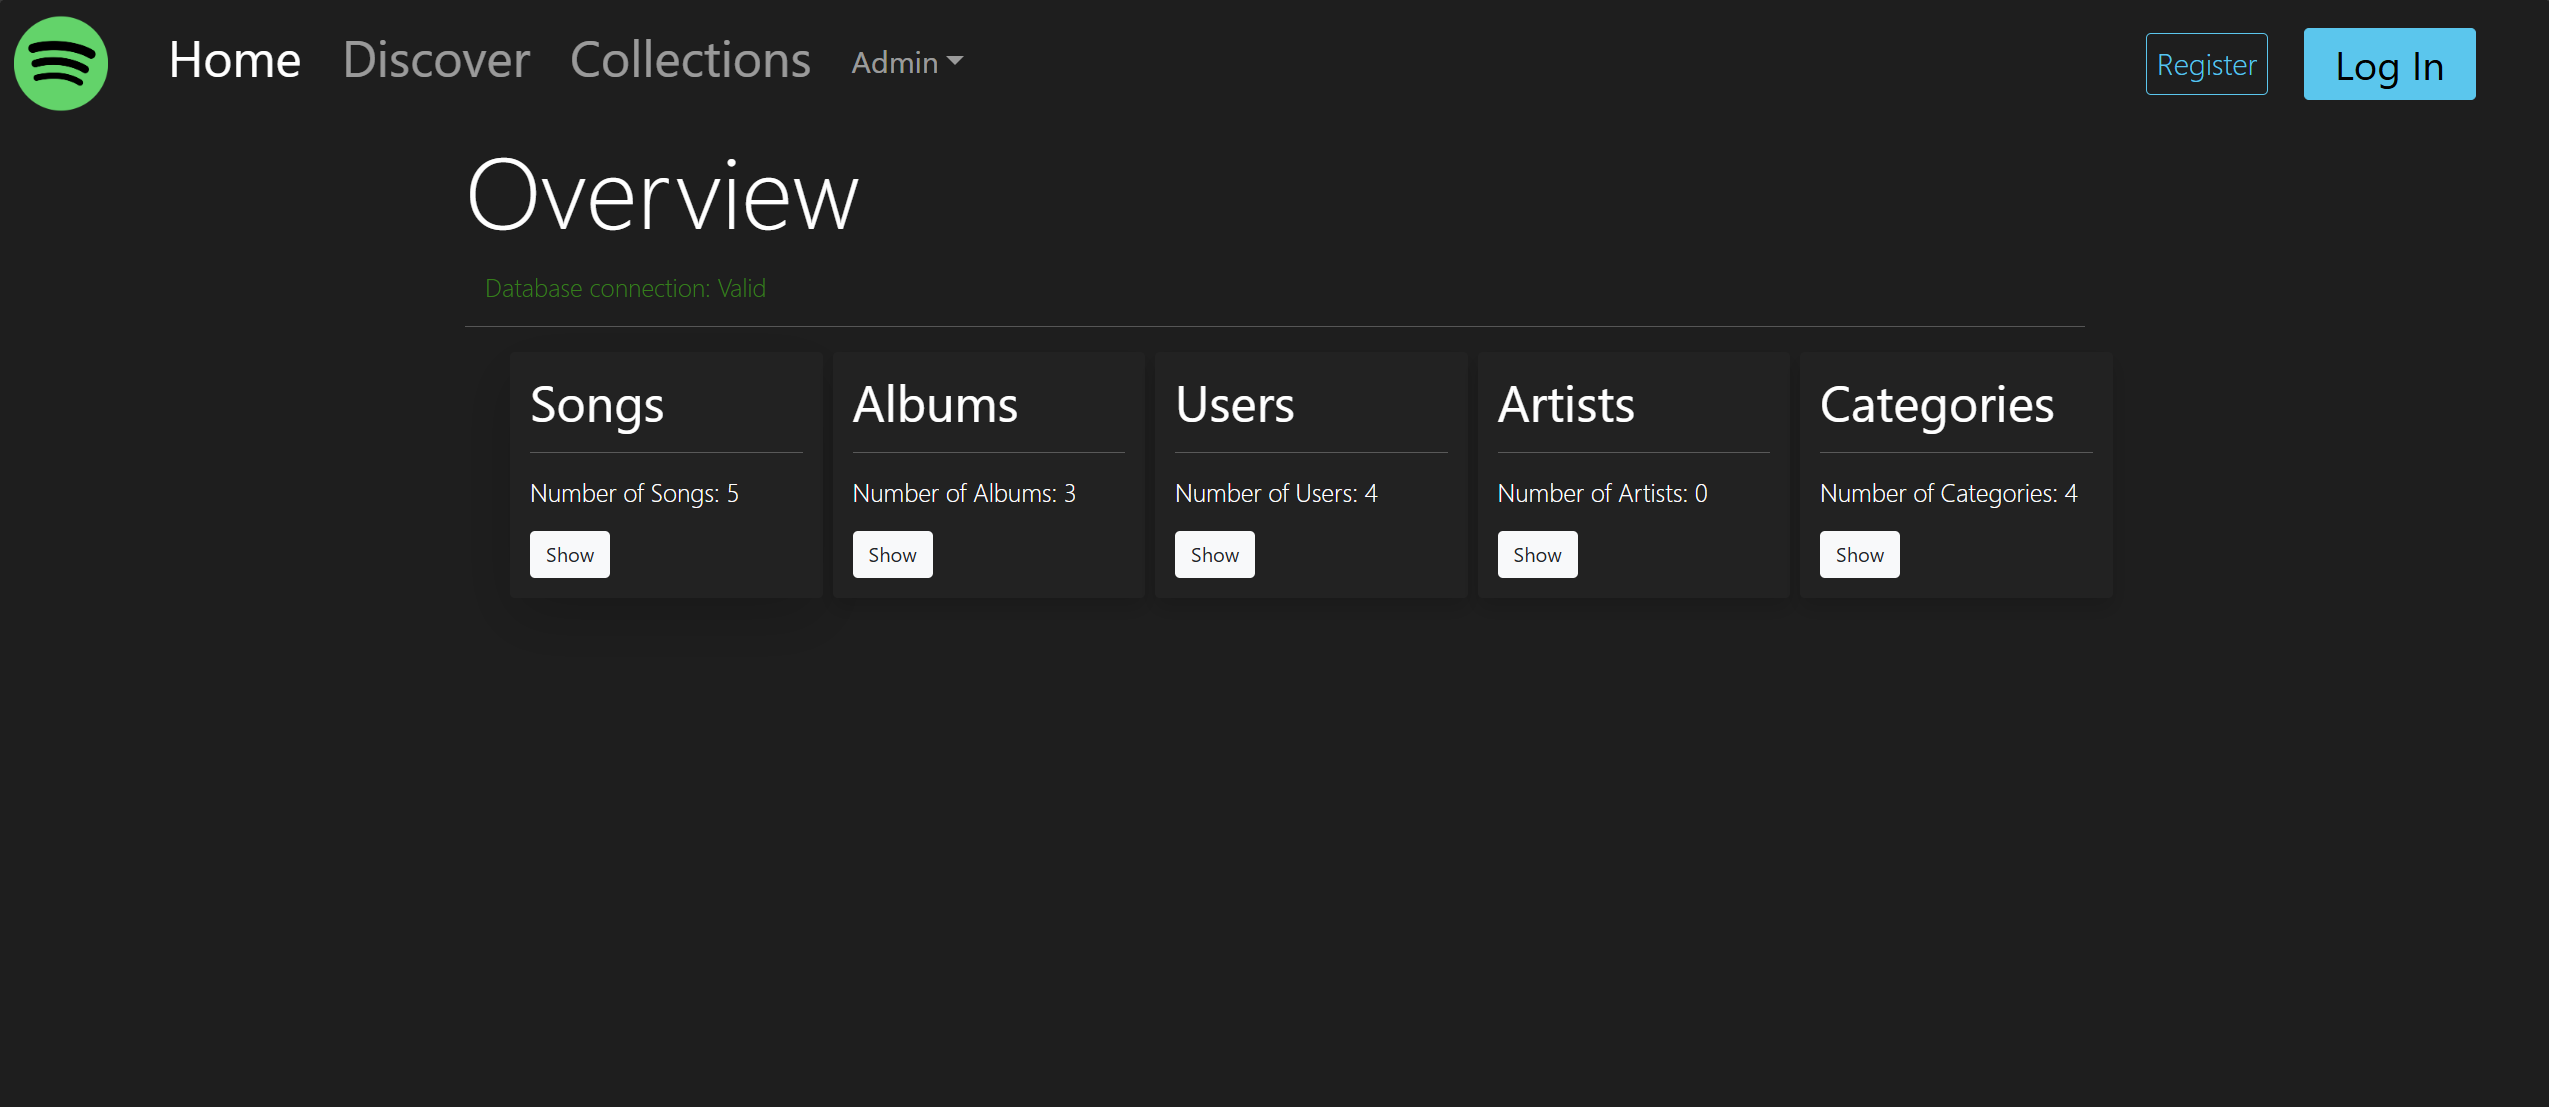 Home Discover Collections Admin Register Log In
Overview
Database connection: Valid
Songs Albums Users Artists Categories
Number of Songs: 5 Number of Albums: 3 Number of Users: 4 Number of Artists: 0 Number of Categories: 4
Show Show Show Show Show